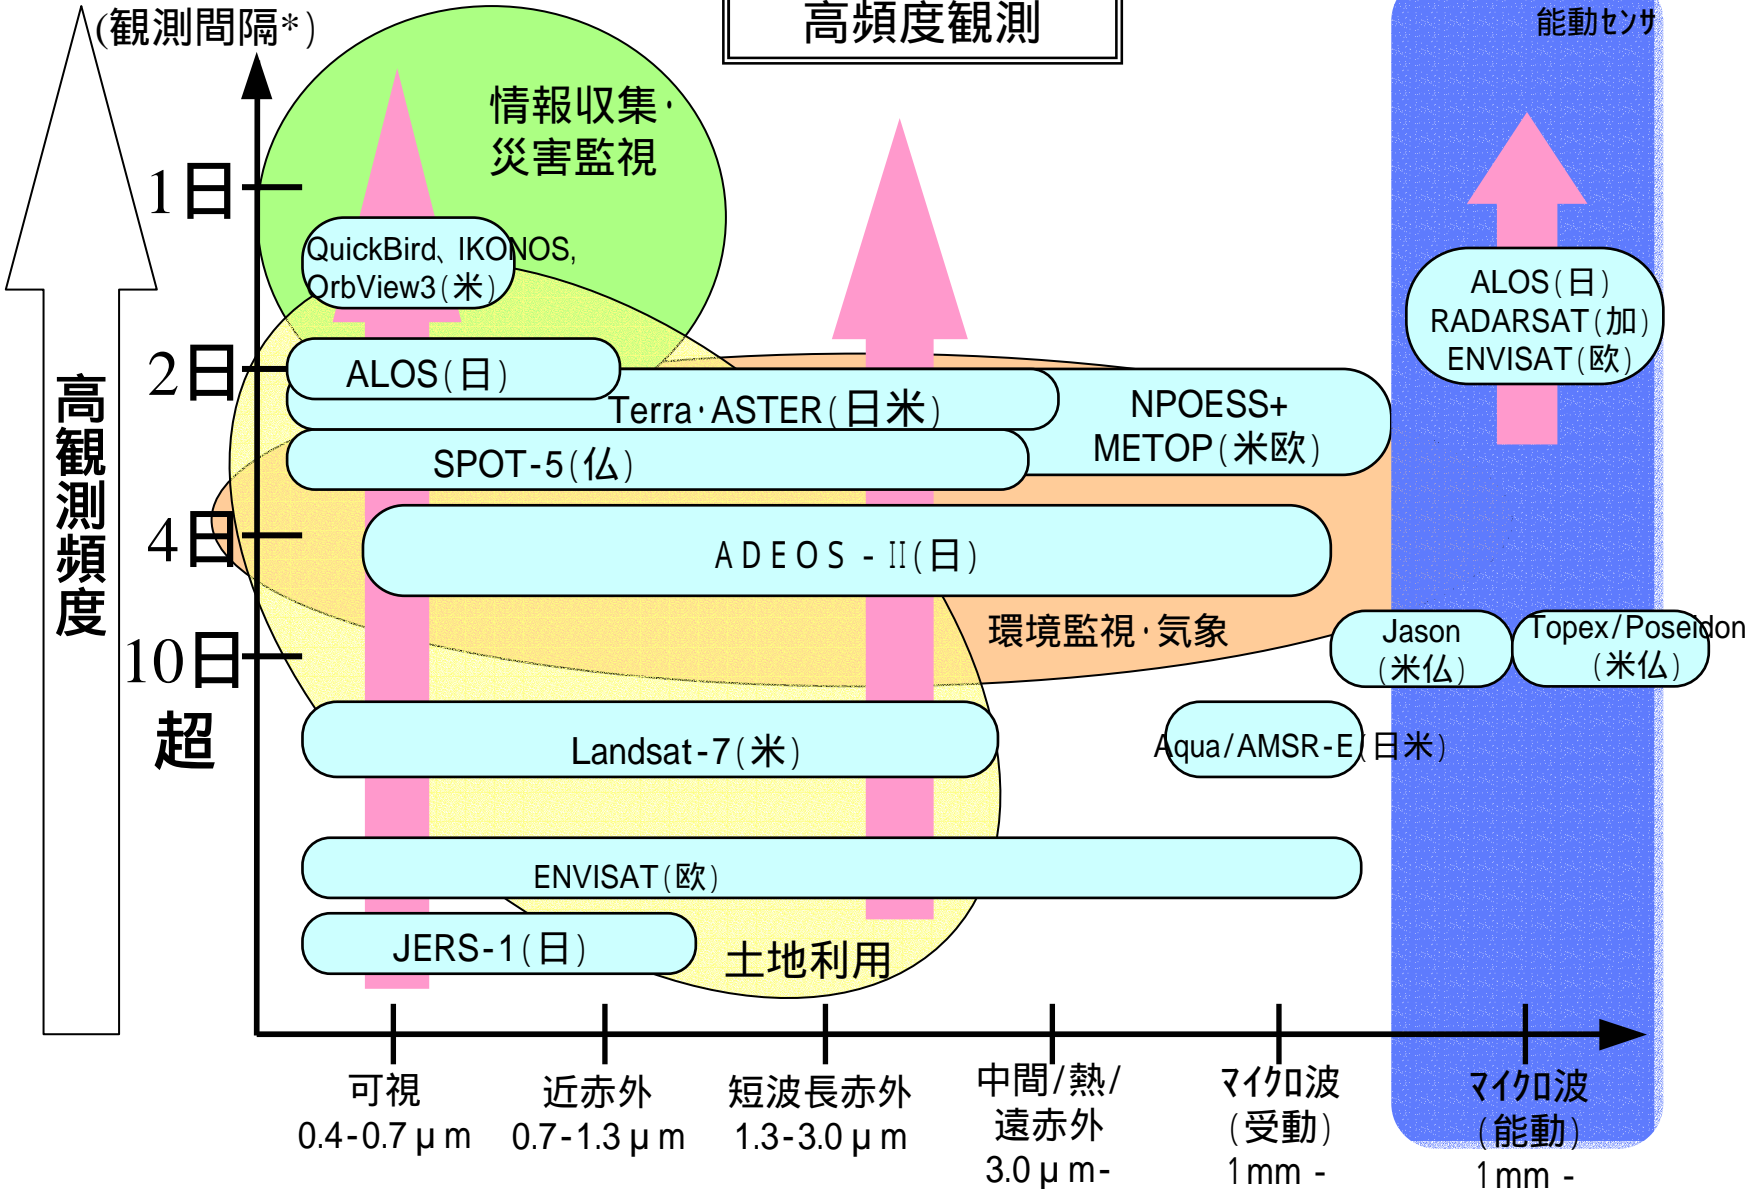 高頻度観測
(観測間隔*)
能動センサ
情報収集・
災害監視
1日
QuickBird、IKONOS,
OrbView3(米)
ALOS(日)
RADARSAT(加)
ENVISAT(欧)
2日
ALOS(日)
Terra・ASTER(日米)
NPOESS+
METOP(米欧)
SPOT-5(仏)
高観測頻度
4日
ADEOS -II(日)
環境監視・気象
Jason
(米仏)
Topex/Poseidon
(米仏)
10日
超
Landsat-7(米)
Aqua/AMSR-E(日米)
ENVISAT(欧)
JERS-1(日)
土地利用
可視
0.4-0.7μm
近赤外
0.7-1.3μm
短波長赤外
1.3-3.0μm
中間/熱/
遠赤外
3.0μm-
マイクロ波
(受動)
1mm -
マイクロ波
(能動)
1mm -